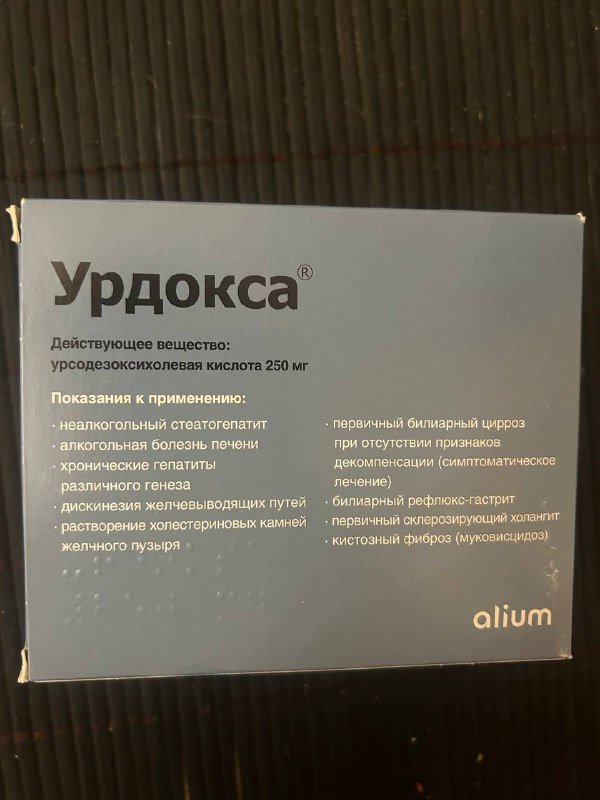 Урдокса®
Действующее вещество:
урсодезоксихолевая кислота 250 мг
Показания к применению:
· неалкогольный стеатогепатит
· алкогольная болезнь печени
· хронические гепатиты
различного генеза
· дискинезия желчевыводящих путей
· растворение холестериновых камней
желчного пузыря
· первичный билиарный цирроз
при отсутствии признаков
декомпенсации (симптоматическое
лечение)
· билиарный рефлюкс-гастрит
· первичный склерозирующий холангит
· кистозный фиброз (муковисцидоз)
alium